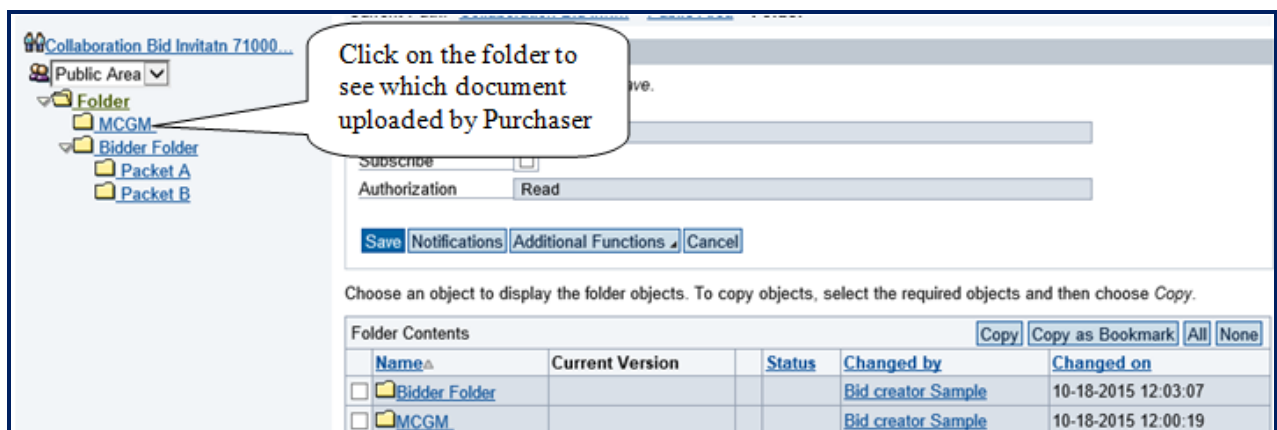 Collaboration Bid Invitatn 71000...
Public Area
Folder
MCGM
Bidder Folder
Packet A
Packet B
Click on the folder to
see which document
uploaded by Purchaser
Subscribe
Authorization Read
Save Notifications Additional Functions Cancel
Choose an object to display the folder objects. To copy objects, select the required objects and then choose Copy.
Folder Contents Copy Copy as Bookmark All None
Name Current Version Status Changed by Changed on
Bidder Folder Bid creator Sample 10-18-2015 12:03:07
MCGM Bid creator Sample 10-18-2015 12:00:19